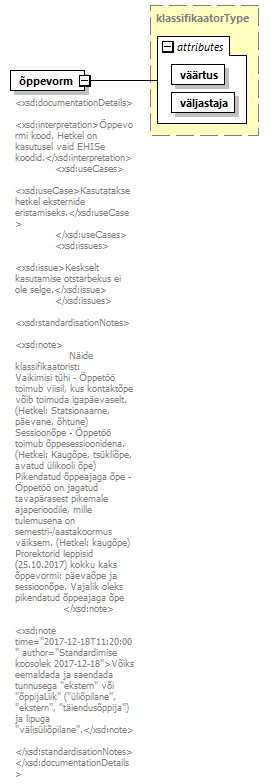 klassifikaatorType
attributes
õppevorm
väärtus
väljastaja
<xsd:documentationDetails>
<xsd:interpretation>Õppevo
rmi kood. Hetkel on
kasutusel vaid EHISe
koodid.</xsd:interpretation>
<xsd:useCases>
<xsd:useCase>Kasutatakse
hetkel eksternide
eristamiseks.</xsd:useCase
>
</xsd:useCases>
<xsd:issues>
<xsd:issue>Keskselt
kasutamise otstarbekus ei
ole selge.</xsd:issue>
</xsd:issues>
<xsd:standardisationNotes>
<xsd:note>
Näide
klassifikaatorist:
Vaikimisi tühi - Õppetöö
toimub viisil, kus kontaktõpe
võib toimuda igapäevaselt.
(Hetkel: Statsionaarne,
päevane, õhtune)
Sessioonõpe - Õppetöö
toimub õppesessioonidena.
(Hetkel: Kaugõpe, tsükliõpe,
avatud ülikooli õpe)
Pikendatud õppeajaga õpe -
Õppetöö on jagatud
tavapärasest pikemale
ajaperioodile, mille
tulemusena on
semestri-/aastakoormus
väiksem. (Hetkel: kaugõpe)
Prorektorid leppisid
(25.10.2017) kokku kaks
õppevormi: päevaõpe ja
sessioonõpe. Vajalik oleks
pikendatud õppeajaga õpe
</xsd:note>
<xsd:note
time="2017-12-18T11:20:00
" author="Standardimise
koosolek 2017-12-18">Võiks
eemaldada ja saendada
tunnusega "ekstern" või
"õppijaLiik" ("üliõpilane",
"ekstern", "täiendusõppija")
ja lipuga
"välisüliõpilane".</xsd:note>
</xsd:standardisationNotes>
</xsd:documentationDetails
>